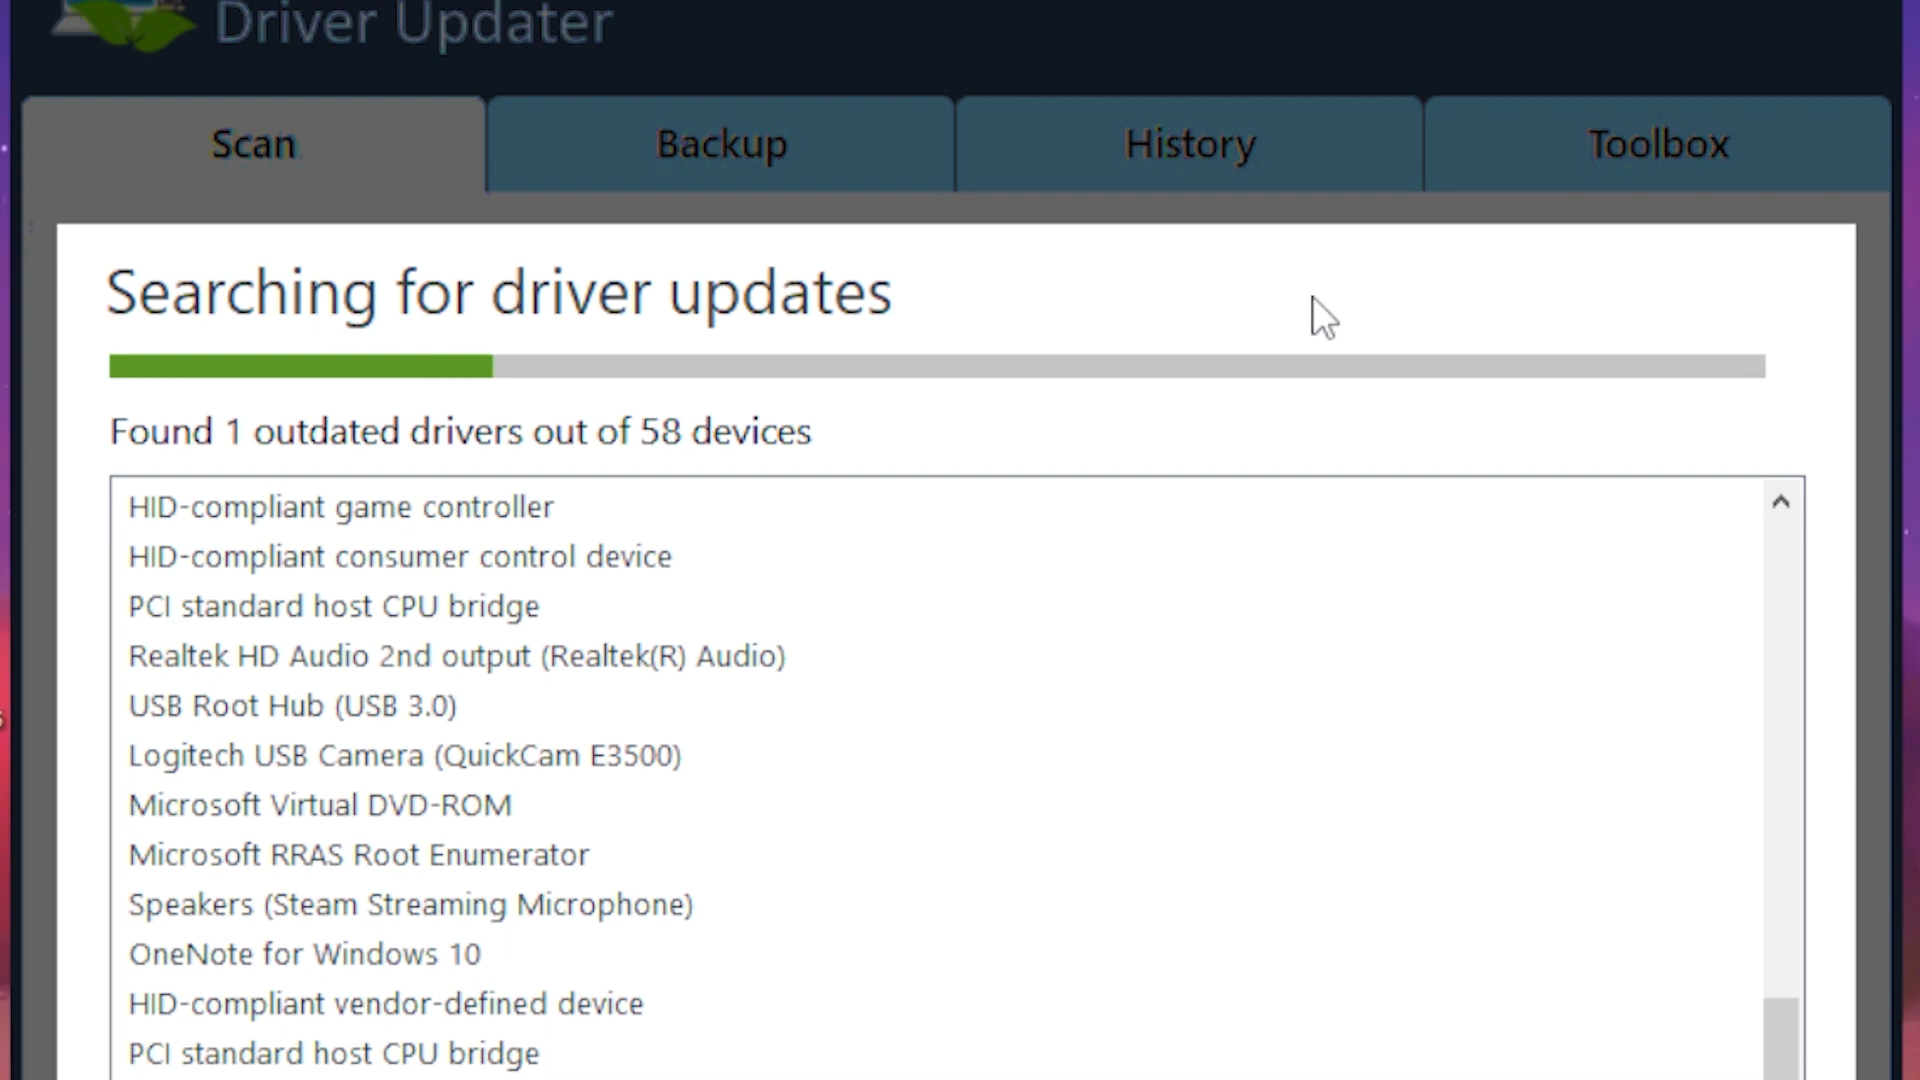 Driver Updater
Scan
Backup
History
Toolbox
Searching for driver updates
Found 1 outdated drivers out of 58 devices
HID-compliant game controller
HID-compliant consumer control device
PCI standard host CPU bridge
Realtek HD Audio 2nd output (Realtek(R) Audio)
USB Root Hub (USB 3.0)
Logitech USB Camera (QuickCam E3500)
Microsoft Virtual DVD-ROM
Microsoft RRAS Root Enumerator
Speakers (Steam Streaming Microphone)
OneNote for Windows 10
HID-compliant vendor-defined device
PCI standard host CPU bridge